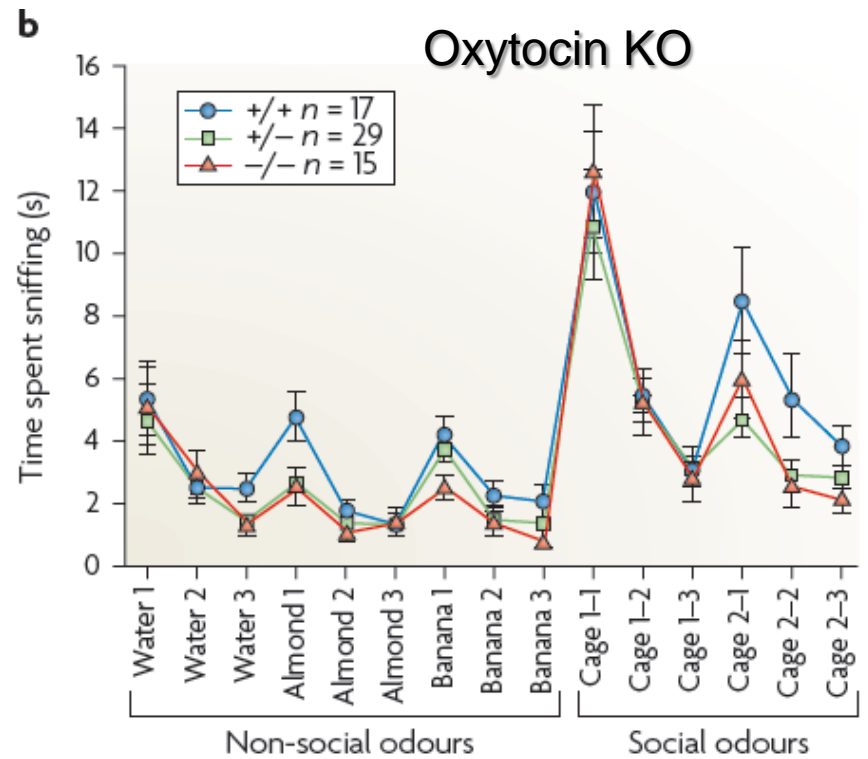 b
Oxytocin KO
+/+ n = 17
+/− n = 29
−/− n = 15
Time spent sniffing (s)
16
14
12
10
8
6
4
2
0
Water 1
Water 2
Water 3
Almond 1
Almond 2
Almond 3
Banana 1
Banana 2
Banana 3
Cage 1–1
Cage 1–2
Cage 1–3
Cage 2–1
Cage 2–2
Cage 2–3
Non-social odours
Social odours